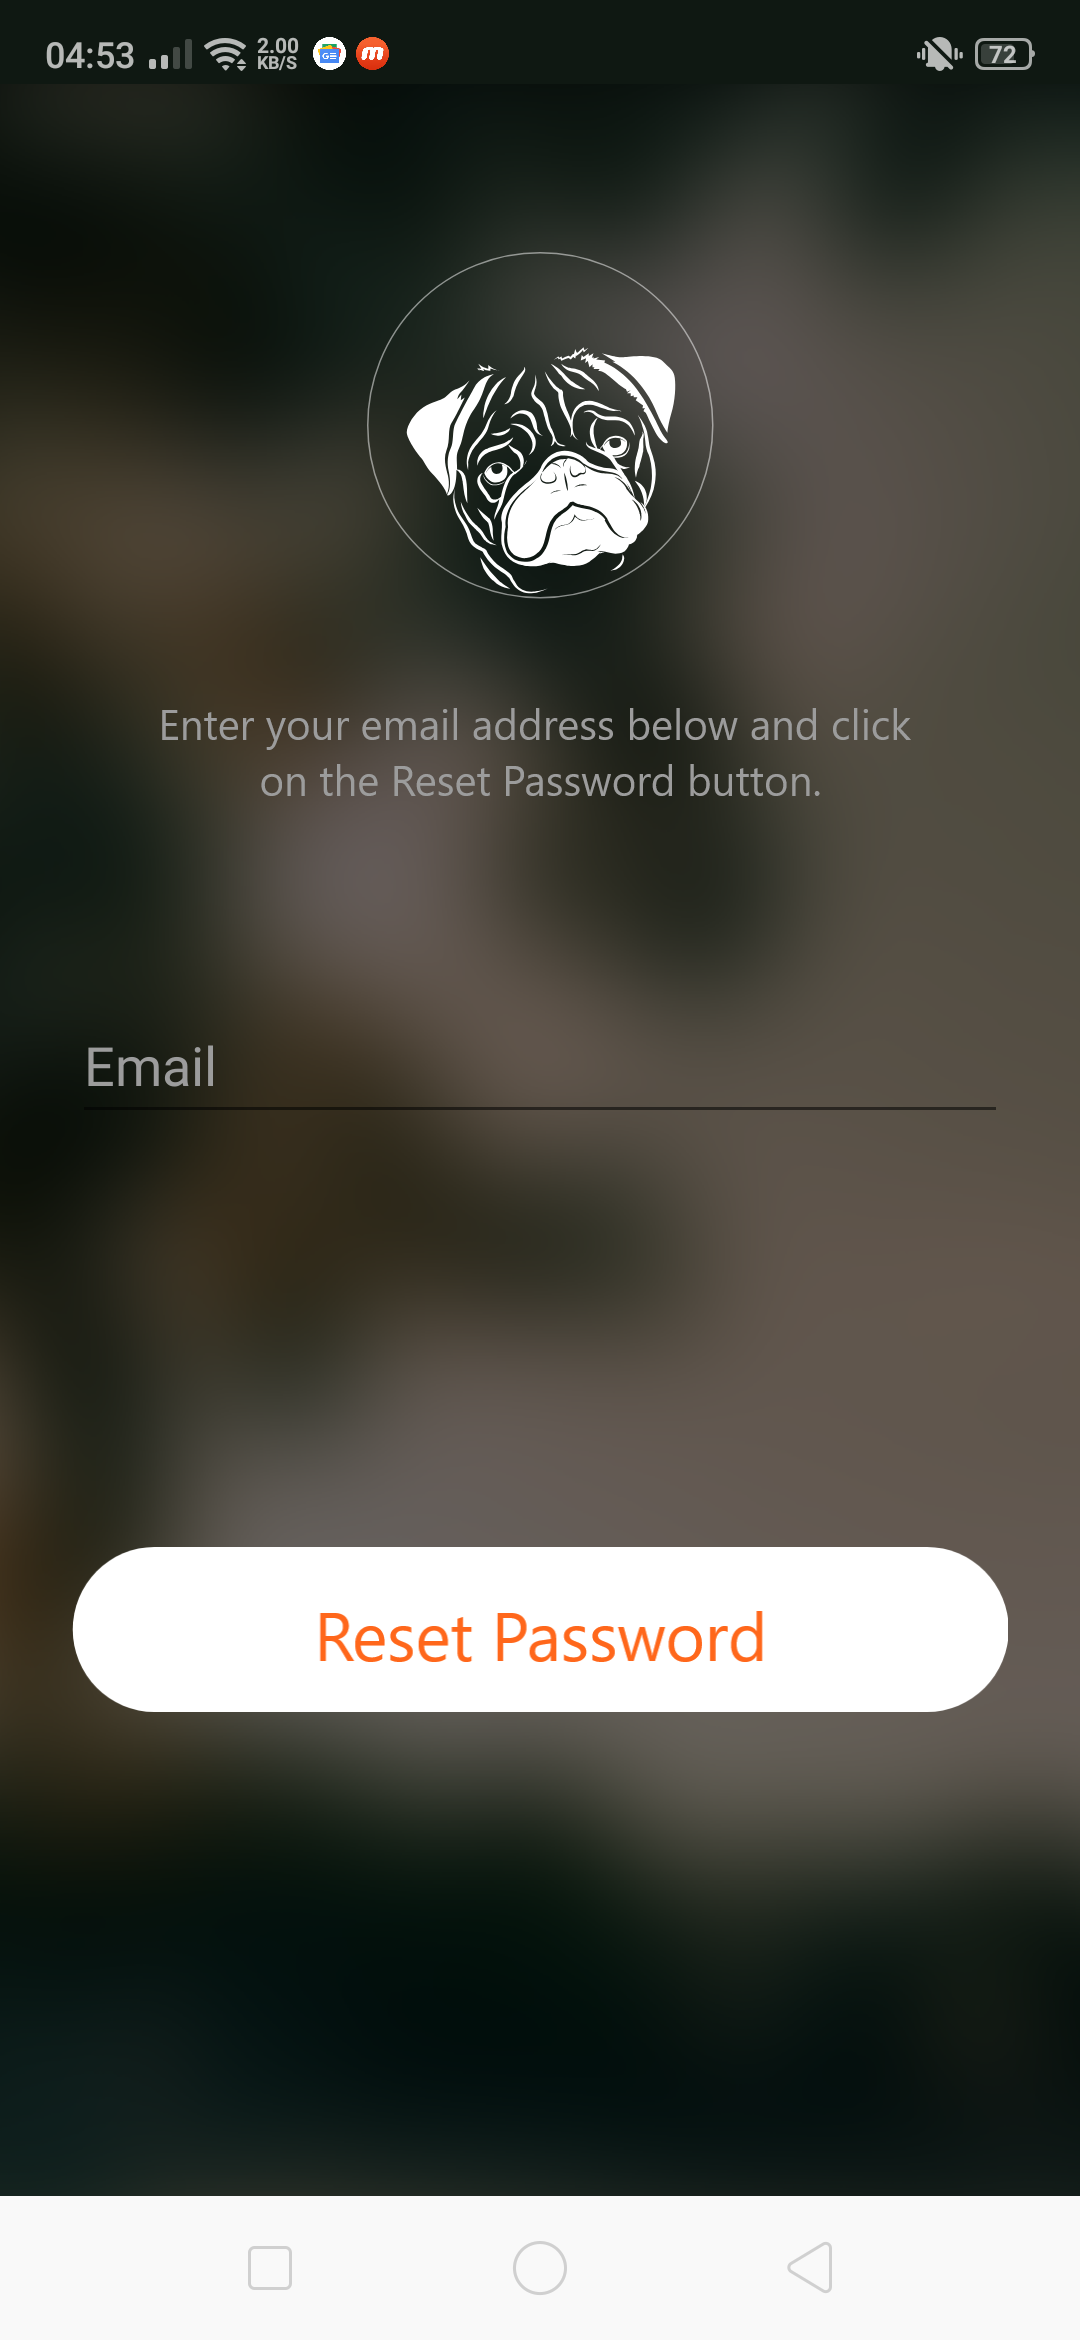 04:53 2.00 KB/S 72
Enter your email address below and click
on the Reset Password button.
Email
Reset Password